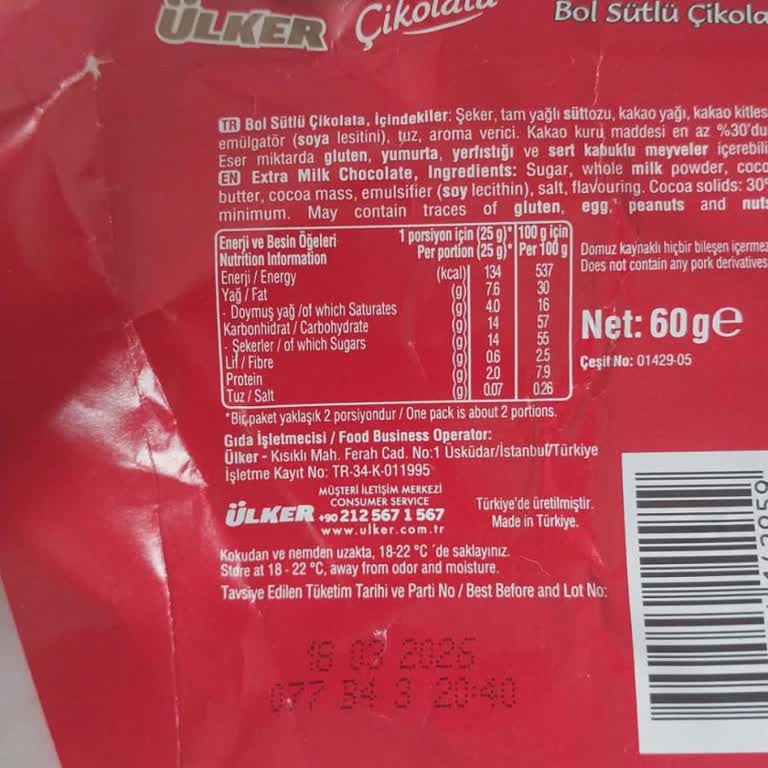 ÜLKER Çikolata Bol Sütlü Çikola
TR Bol Sütlü Çikolata, İçindekiler: Şeker, tam yağlı süttozu, kakao yağı, kakao kitles
emülgatör (soya lesitini), tuz, aroma verici. Kakao kuru maddesi en az %30'du
Eser miktarda gluten, yumurta, yerfıstığı ve sert kabuklu meyveler içerebili
EN Extra Milk Chocolate, Ingredients: Sugar, whole milk powder, coco
butter, cocoa mass, emulsifier (soy lecithin), salt, flavouring. Cocoa solids: 30%
minimum. May contain traces of gluten, egg, peanuts and nuts
Enerji ve Besin Öğeleri 1 porsiyon için (25 g)* 100 g için
Nutrition Information Per portion (25 g)* Per 100 g
Enerji / Energy (kcal) 134 537
Yağ / Fat (g) 7.6 30
- Doymuş yağ /of which Saturates (g) 4.0 16
Karbonhidrat / Carbohydrate (g) 14 57
- Şekerler / of which Sugars (g) 14 55
Lif / Fibre (g) 0.6 2.5
Protein (g) 2.0 7.9
Tuz / Salt (g) 0.07 0.26
*Bir paket yaklaşık 2 porsiyondur / One pack is about 2 portions.
Domuz kaynaklı hiçbir bileşen içermez
Does not contain any pork derivatives
Net: 60 g e
Çeşit No: 01429-05
Gıda İşletmecisi / Food Business Operator:
Ülker - Kısıklı Mah. Ferah Cad. No:1 Üsküdar/İstanbul/Türkiye
İşletme Kayıt No: TR-34-K-011995
MÜŞTERİ İLETİŞİM MERKEZİ
CONSUMER SERVICE
ÜLKER +90 212 567 1 567
www.ulker.com.tr
Türkiye'de üretilmiştir.
Made in Türkiye.
Kokudan ve nemden uzakta, 18-22 °C 'de saklayınız.
Store at 18 - 22 °C, away from odor and moisture.
Tavsiye Edilen Tüketim Tarihi ve Parti No / Best Before and Lot No:
077 B4 3 20:40